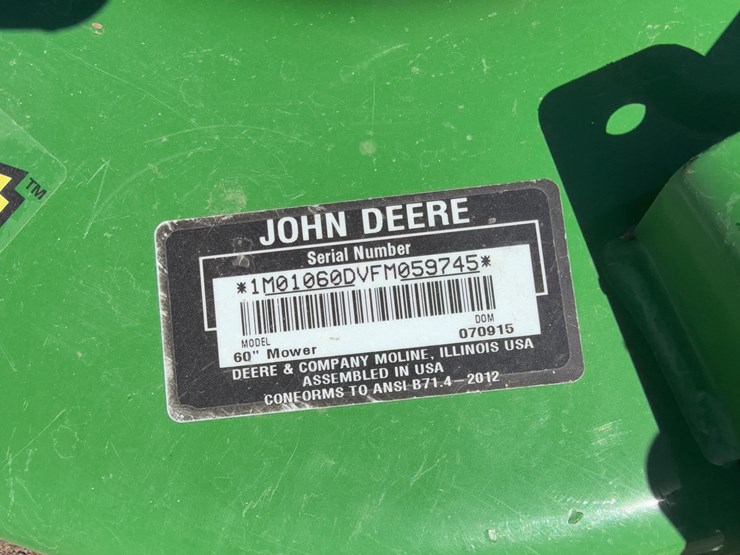 TM
JOHN DEERE
Serial Number
*1M01060DVFM059745*
MODEL DOM
60" Mower 070915
DEERE & COMPANY MOLINE, ILLINOIS USA
ASSEMBLED IN USA
CONFORMS TO ANSI B71.4-2012